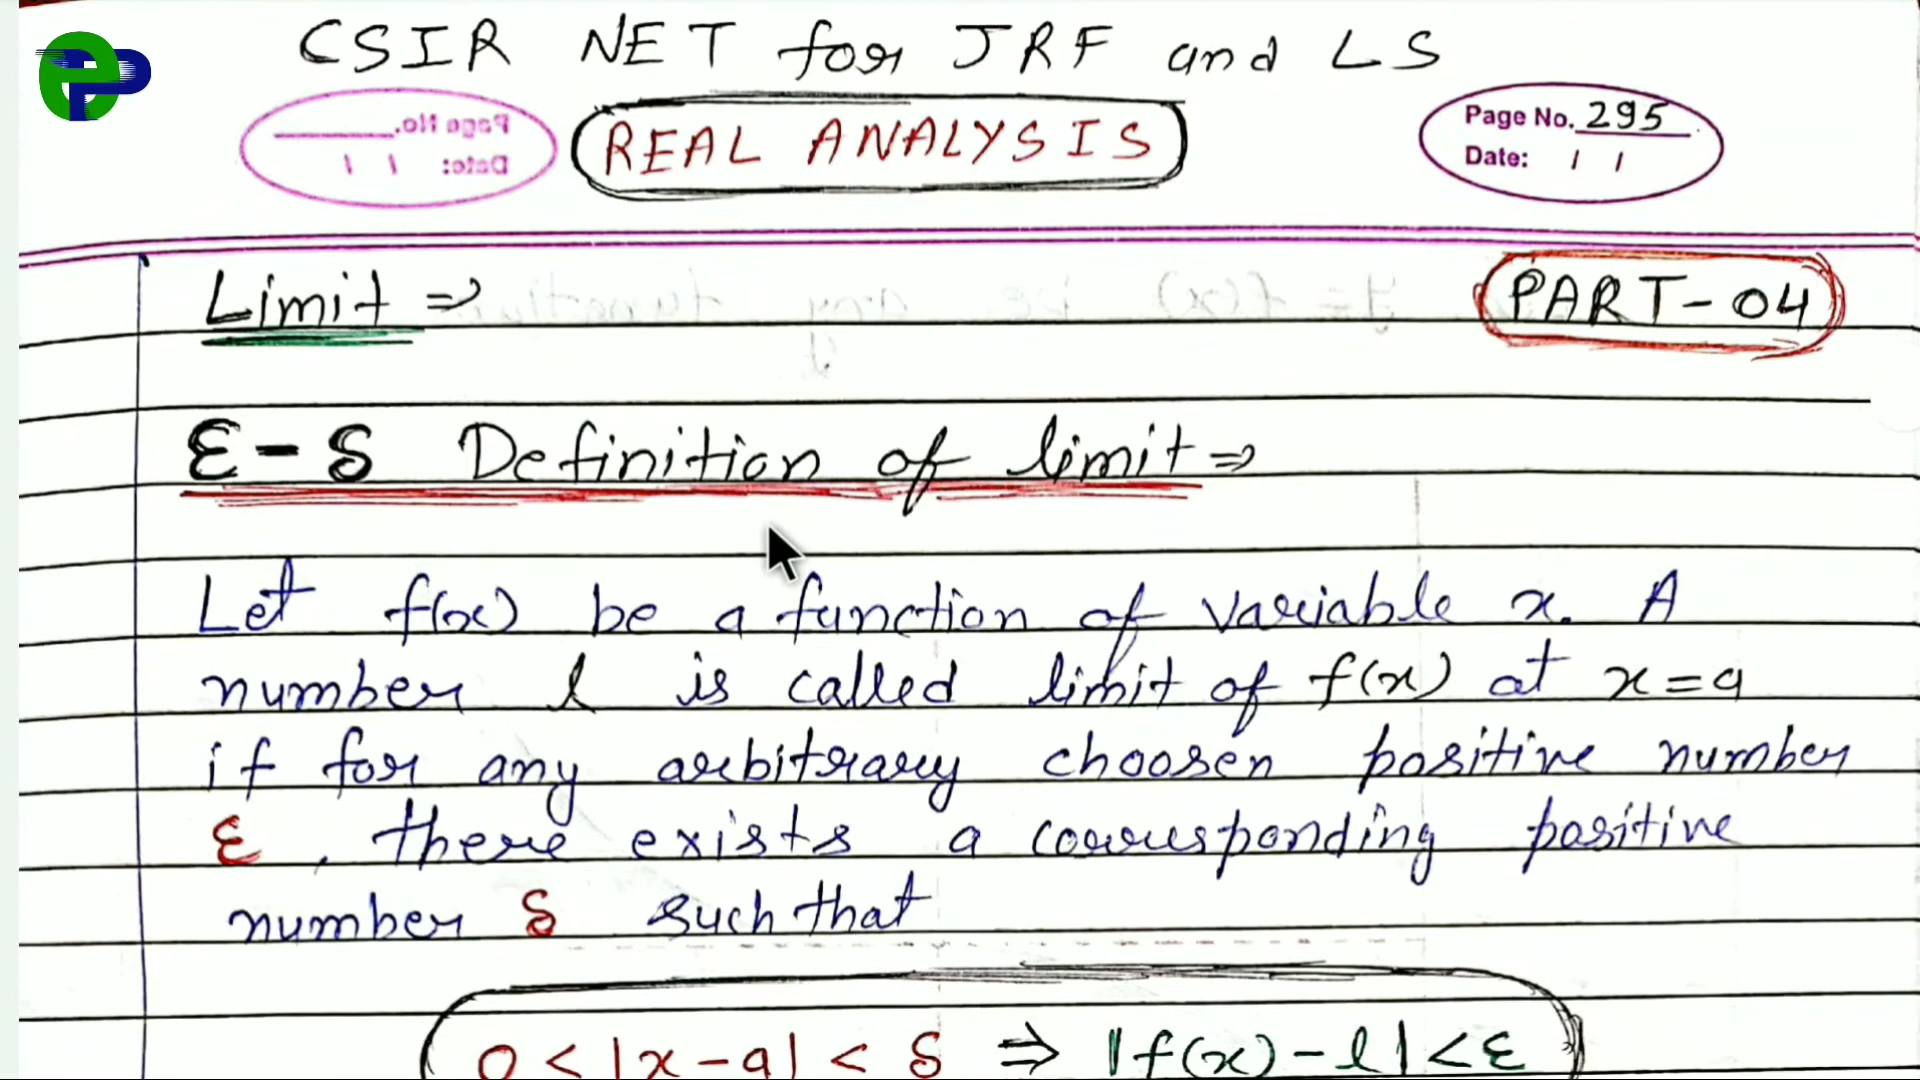 CSIR NET for JRF and LS
REAL ANALYSIS
Page No. 295
Date: / /
Limit ⇒
PART-04
ε-δ Definition of limit ⇒
Let f(x) be a function of variable x. A
number l is called limit of f(x) at x=a
if for any arbitrary choosen positive number
ε, there exists a corresponding positive
number δ such that
0 < |x-a| < δ ⇒ |f(x)-l| < ε